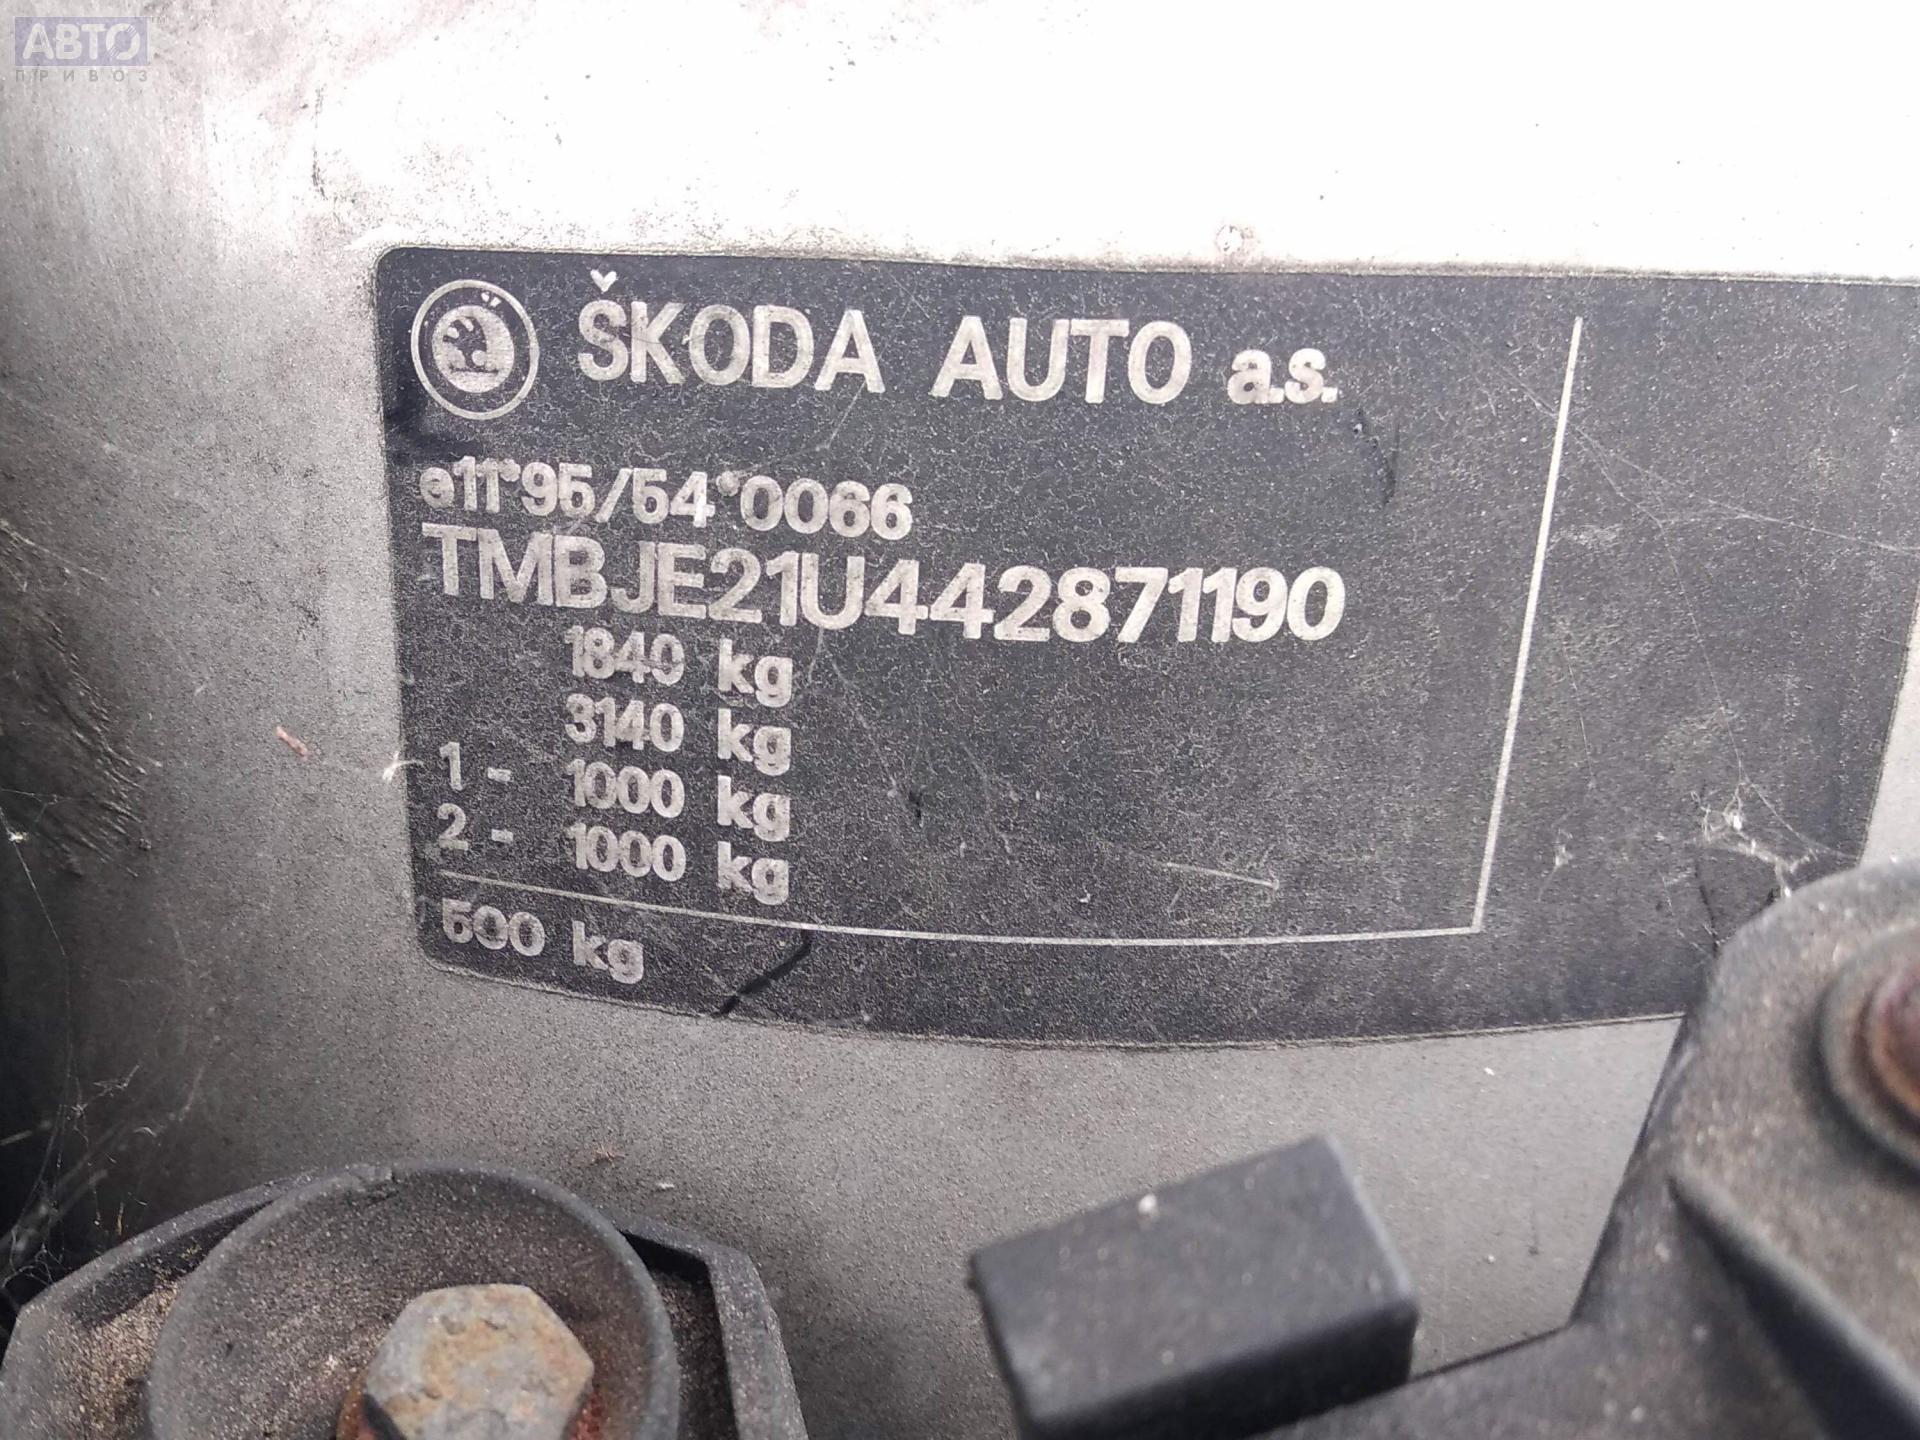 АВТО
ПРИВОЗ
ŠKODA AUTO a.s.
e11*95/54*0066
TMBJE21U442871190
1840 kg
3140 kg
1 - 1000 kg
2 - 1000 kg
500 kg